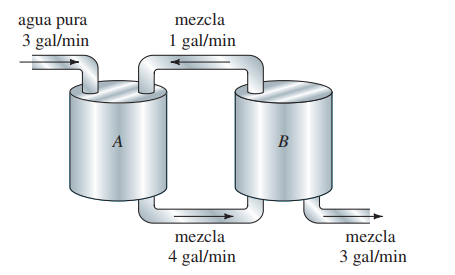 agua pura
3 gal/min
mezcla
1 gal/min
A
B
mezcla
4 gal/min
mezcla
3 gal/min